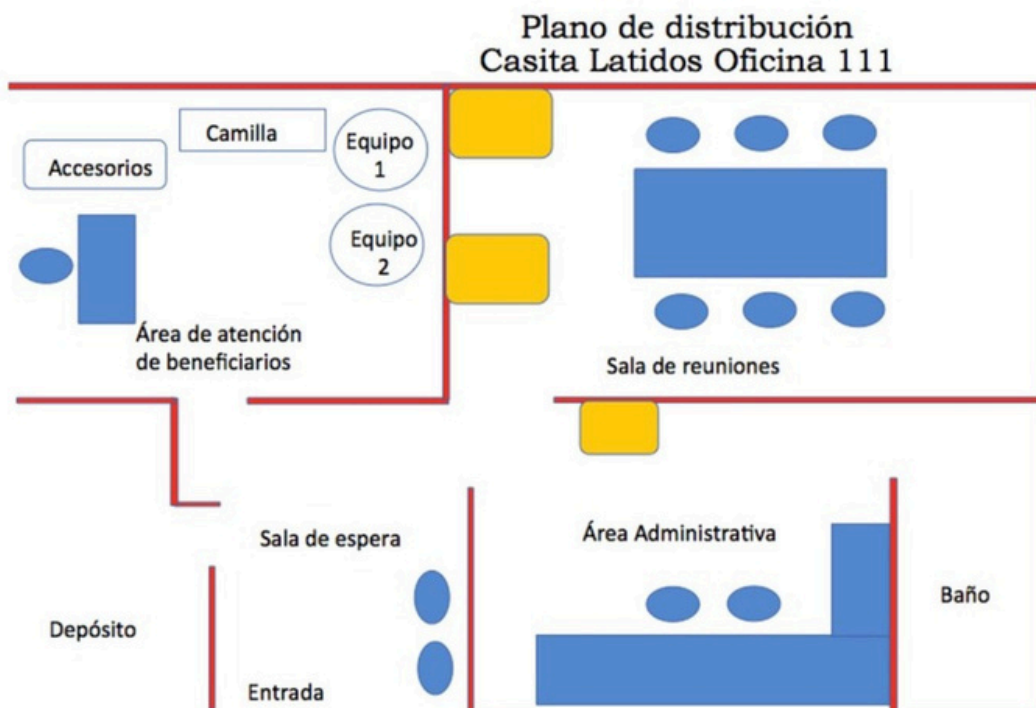 Plano de distribución
Casita Latidos Oficina 111
Camilla
Equipo
1
Accesorios
Equipo
2
Área de atención
de beneficiarios
Sala de reuniones
Sala de espera
Área Administrativa
Baño
Depósito
Entrada